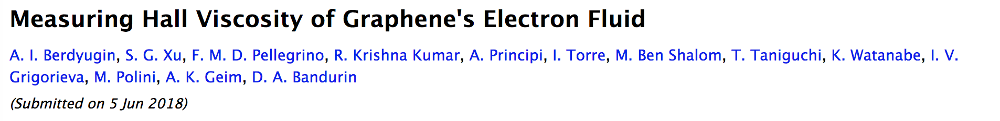 Measuring Hall Viscosity of Graphene's Electron Fluid
A. I. Berdyugin, S. G. Xu, F. M. D. Pellegrino, R. Krishna Kumar, A. Principi, I. Torre, M. Ben Shalom, T. Taniguchi, K. Watanabe, I. V.
Grigorieva, M. Polini, A. K. Geim, D. A. Bandurin
(Submitted on 5 Jun 2018)